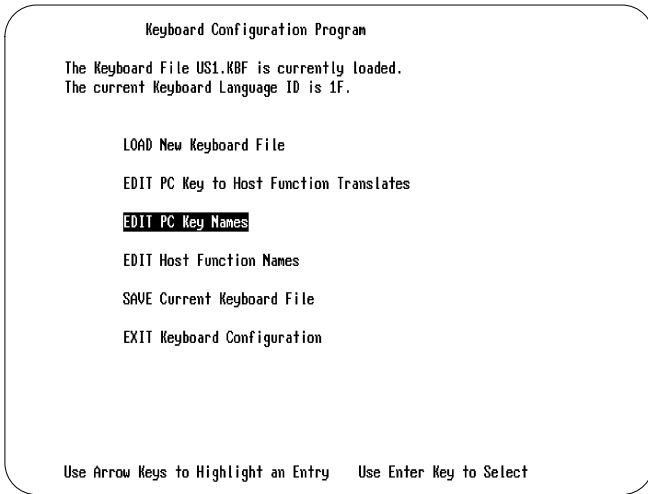 Keyboard Configuration Program
The Keyboard File US1.KBF is currently loaded.
The current Keyboard Language ID is 1F.
LOAD New Keyboard File
EDIT PC Key to Host Function Translates
EDIT PC Key Names
EDIT Host Function Names
SAVE Current Keyboard File
EXIT Keyboard Configuration
Use Arrow Keys to Highlight an Entry Use Enter Key to Select